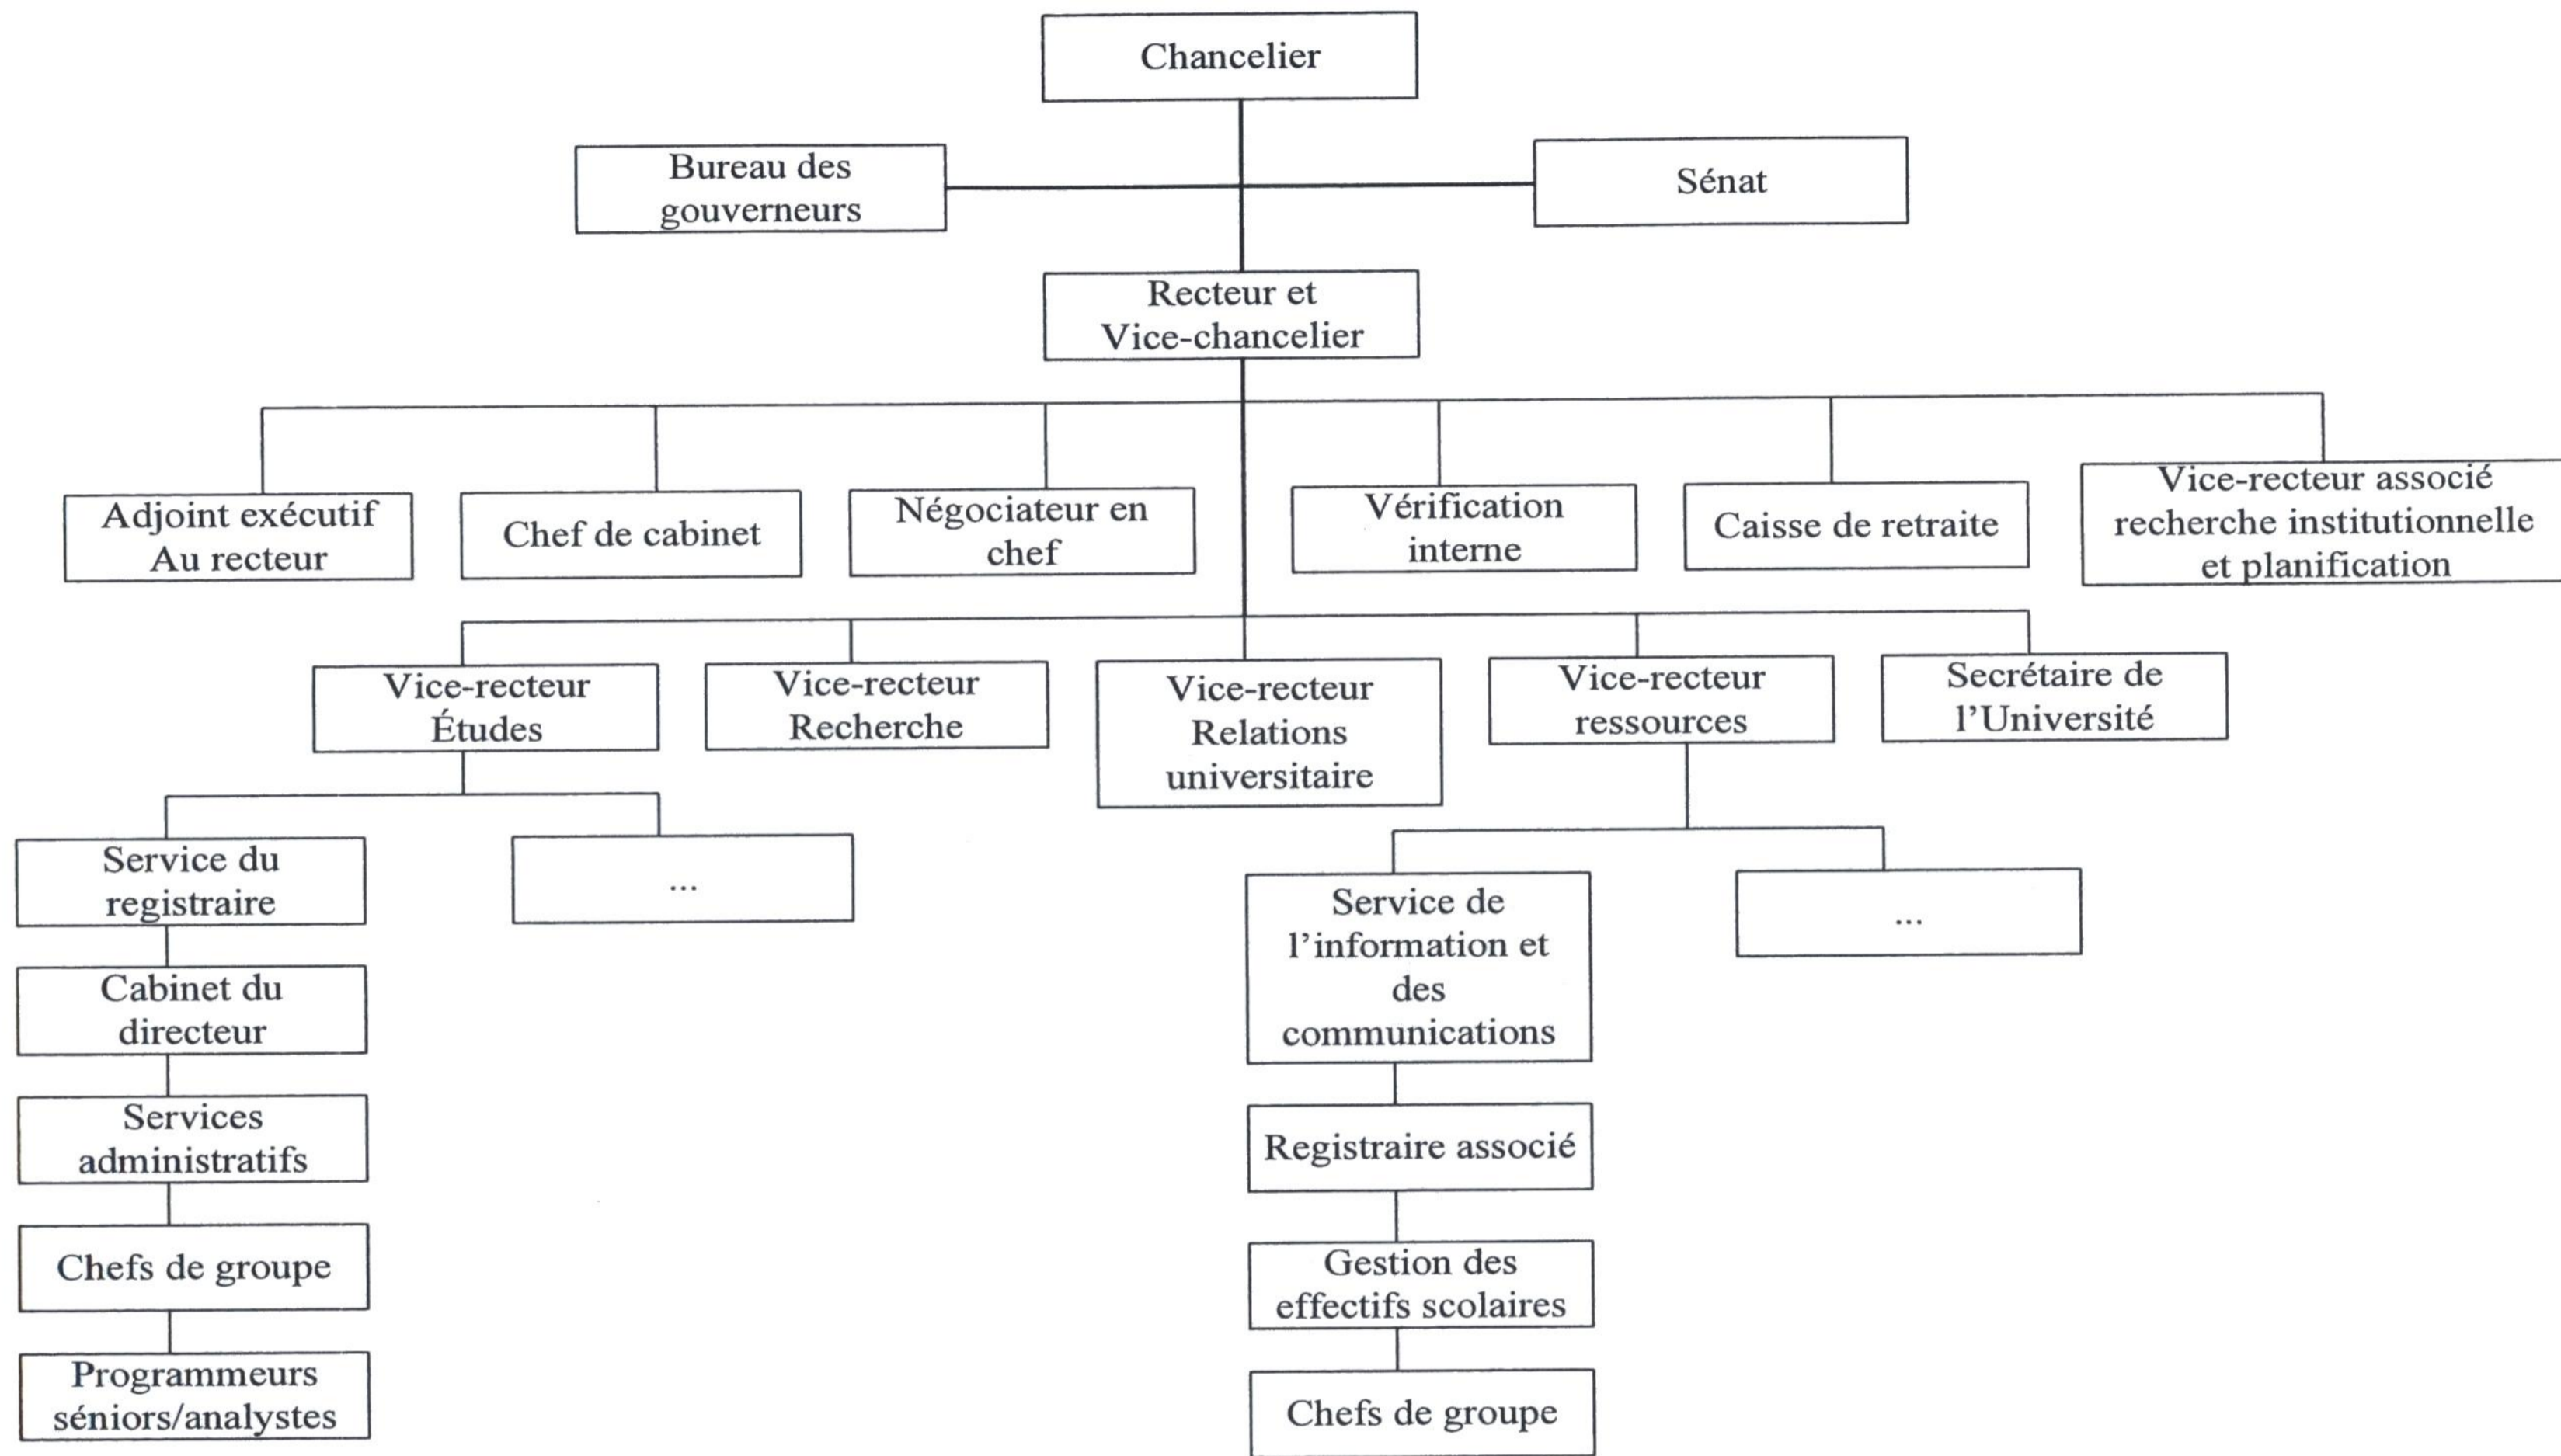 Chancelier
Bureau des
gouverneurs
Sénat
Recteur et
Vice-chancelier
Adjoint exécutif
Au recteur
Chef de cabinet
Négociateur en
chef
Vérification
interne
Caisse de retraite
Vice-recteur associé
recherche institutionnelle
et planification
Vice-recteur
Études
Vice-recteur
Recherche
Vice-recteur
Relations
universitaire
Vice-recteur
ressources
Secrétaire de
l'Université
Service du
registraire
...
Service de
l'information et
des
communications
...
Cabinet du
directeur
Services
administratifs
Registraire associé
Chefs de groupe
Gestion des
effectifs scolaires
Programmeurs
séniors/analystes
Chefs de groupe